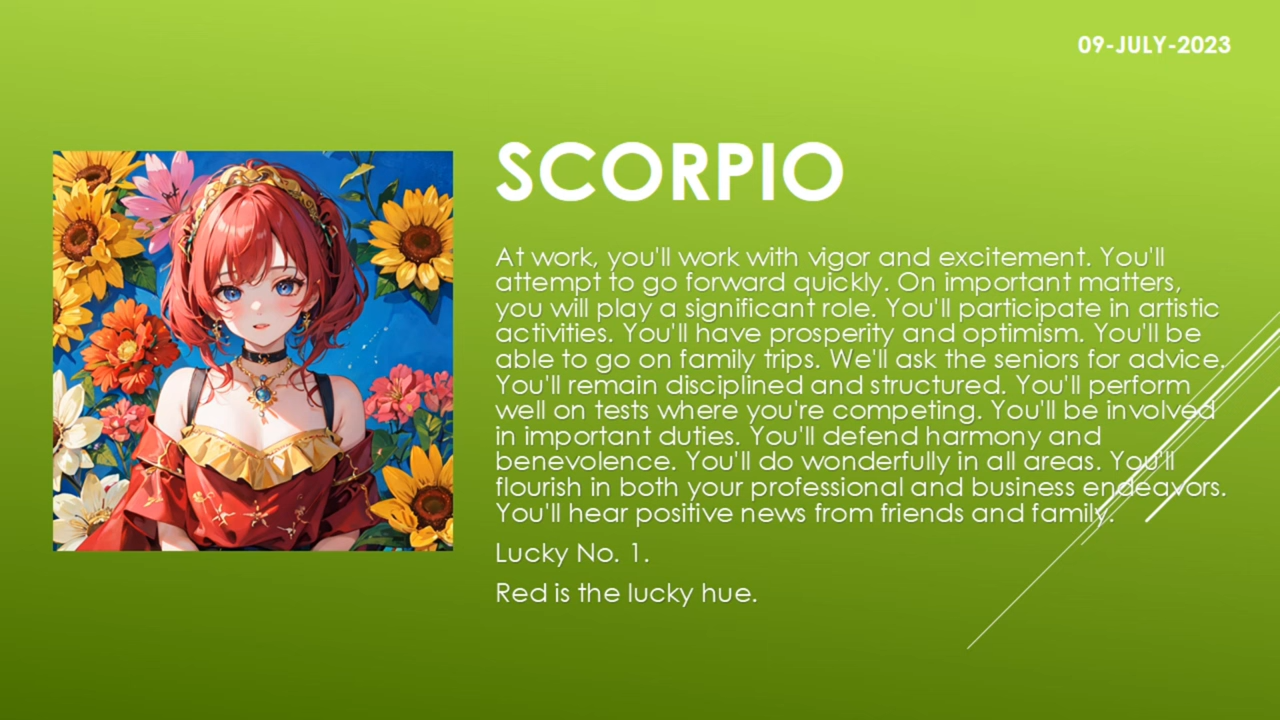 09-JULY-2023
SCORPIO
At work, you'll work with vigor and excitement. You'll
attempt to go forward quickly. On important matters,
you will play a significant role. You'll participate in artistic
activities. You'll have prosperity and optimism. You'll be
able to go on family trips. We'll ask the seniors for advice.
You'll remain disciplined and structured. You'll perform
well on tests where you're competing. You'll be involved
in important duties. You'll defend harmony and
benevolence. You'll do wonderfully in all areas. You'll
flourish in both your professional and business endeavors.
You'll hear positive news from friends and family.
Lucky No. 1.
Red is the lucky hue.